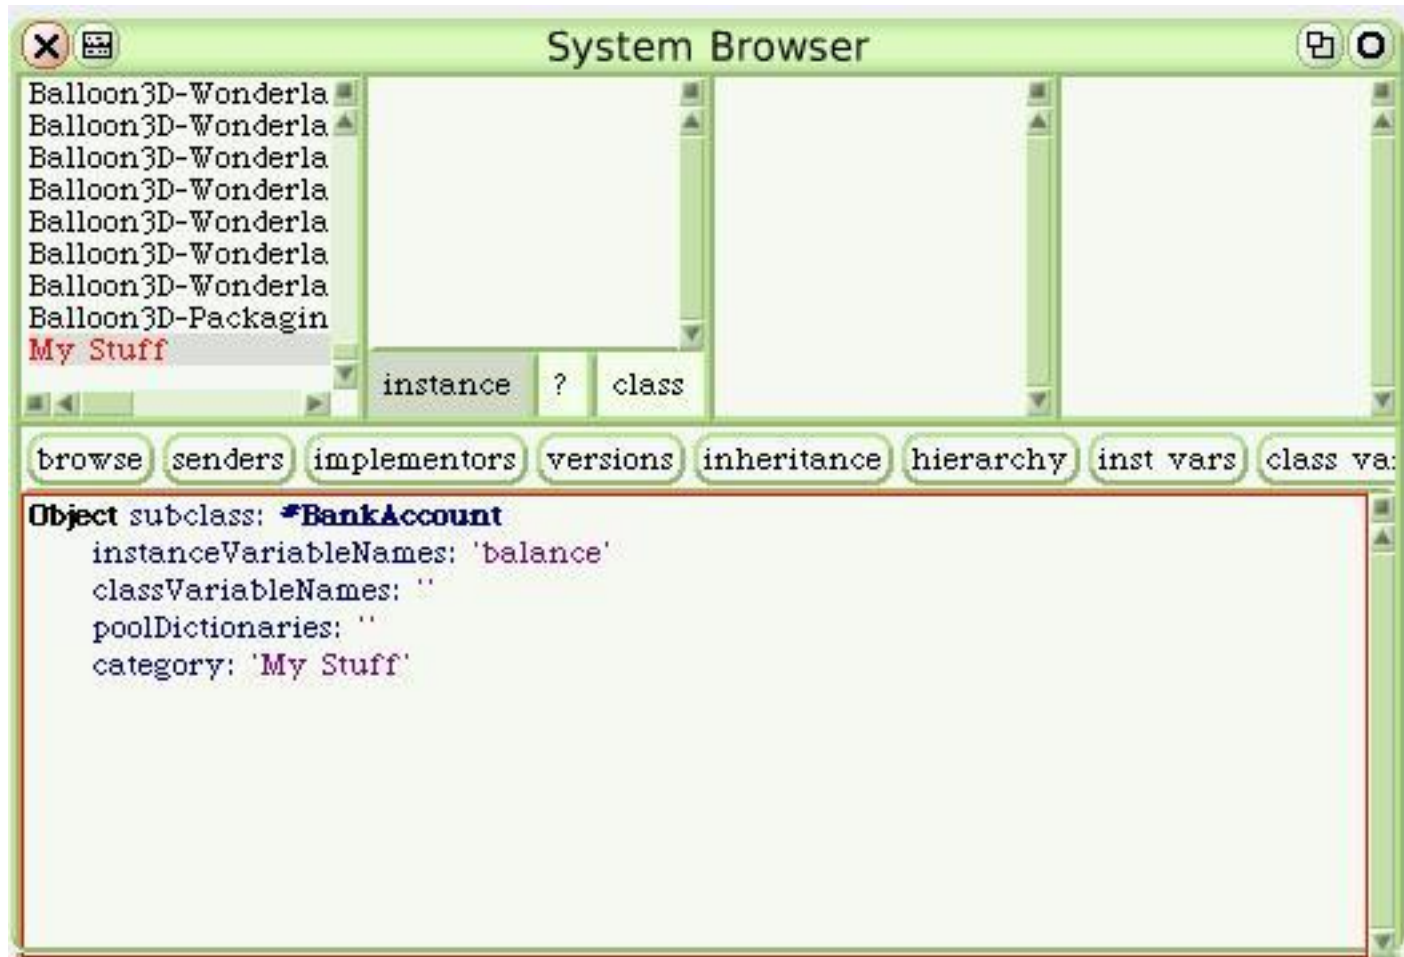 System Browser
Balloon3D-Wonderla
Balloon3D-Wonderla
Balloon3D-Wonderla
Balloon3D-Wonderla
Balloon3D-Wonderla
Balloon3D-Wonderla
Balloon3D-Wonderla
Balloon3D-Packagin
My Stuff
instance ? class
browse senders implementors versions inheritance hierarchy inst vars class va
Object subclass: #BankAccount
instanceVariableNames: 'balance'
classVariableNames: ''
poolDictionaries: ''
category: 'My Stuff'